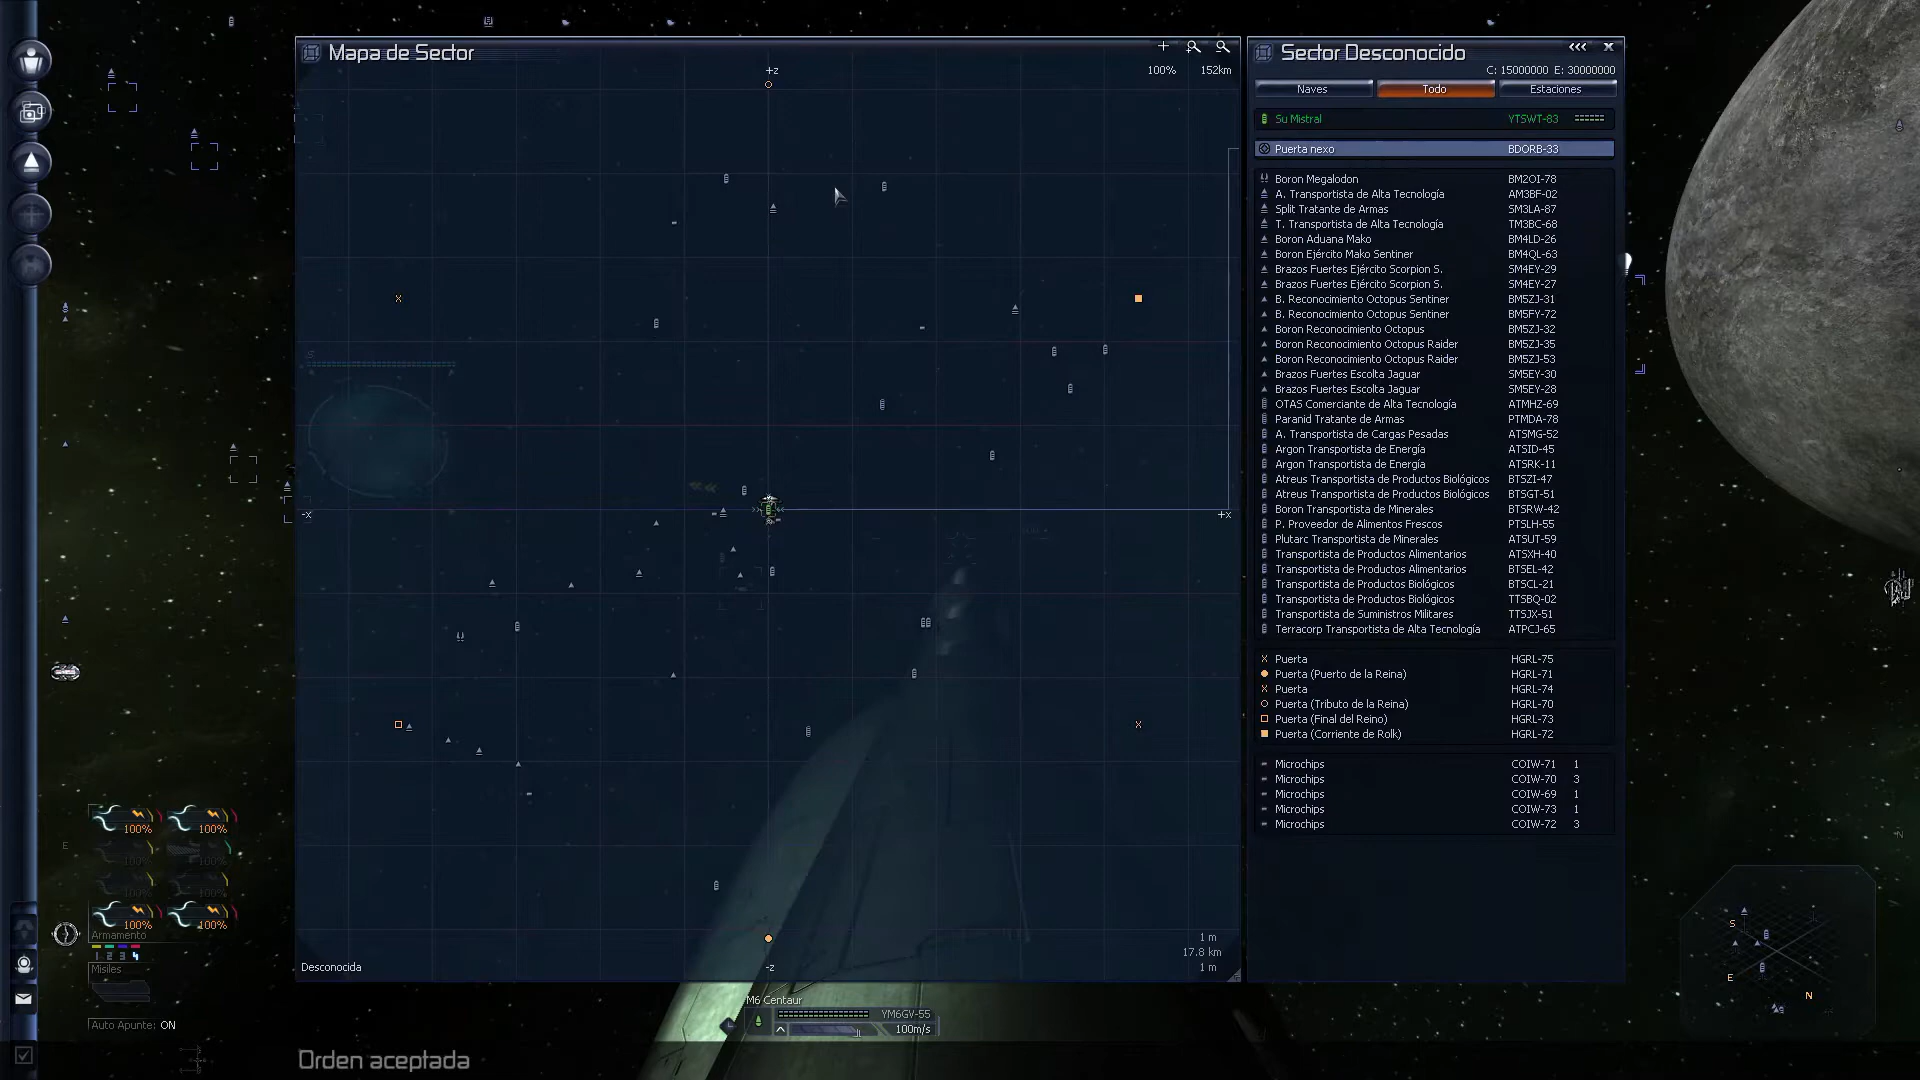 Mapa de Sector
+z
100%
152km
-x
+x
Desconocida
-z
1 m
17.8 km
1 m
Sector Desconocido
C: 15000000 E: 30000000
Naves
Todo
Estaciones
Su Mistral YTSWT-83
Puerta nexo BDORB-33
Boron Megalodon BM2OI-78
A. Transportista de Alta Tecnología AM3BF-02
Split Tratante de Armas SM3LA-87
T. Transportista de Alta Tecnología TM3BC-68
Boron Aduana Mako BM4LD-26
Boron Ejército Mako Sentiner BM4QL-63
Brazos Fuertes Ejército Scorpion S. SM4EY-29
Brazos Fuertes Ejército Scorpion S. SM4EY-27
B. Reconocimiento Octopus Sentiner BM5ZJ-31
B. Reconocimiento Octopus Sentiner BM5FY-72
Boron Reconocimiento Octopus BM5ZJ-32
Boron Reconocimiento Octopus Raider BM5ZJ-35
Boron Reconocimiento Octopus Raider BM5ZJ-53
Brazos Fuertes Escolta Jaguar SM5EY-30
Brazos Fuertes Escolta Jaguar SM5EY-28
OTAS Comerciante de Alta Tecnología ATMHZ-69
Paranid Tratante de Armas PTMDA-78
A. Transportista de Cargas Pesadas ATSMG-52
Argon Transportista de Energía ATSID-45
Argon Transportista de Energía ATSRK-11
Atreus Transportista de Productos Biológicos BTSZI-47
Atreus Transportista de Productos Biológicos BTSGT-51
Boron Transportista de Minerales BTSRW-42
P. Proveedor de Alimentos Frescos PTSLH-55
Plutarc Transportista de Minerales ATSUT-59
Transportista de Productos Alimentarios ATSXH-40
Transportista de Productos Alimentarios BTSEL-42
Transportista de Productos Biológicos BTSCL-21
Transportista de Productos Biológicos TTSBQ-02
Transportista de Suministros Militares TTSJX-51
Terracorp Transportista de Alta Tecnología ATPCJ-65
Puerta HGRL-75
Puerta (Puerto de la Reina) HGRL-71
Puerta HGRL-74
Puerta (Tributo de la Reina) HGRL-70
Puerta (Final del Reino) HGRL-73
Puerta (Corriente de Rolk) HGRL-72
Microchips COIW-71 1
Microchips COIW-70 3
Microchips COIW-69 1
Microchips COIW-73 1
Microchips COIW-72 3
100% 100%
100% 100%
100% 100%
100% 100%
Armamento
1 2 3 4
Misiles
Auto Apunte: ON
M6 Centaur
YM6GV-55
100m/s
Orden aceptada
S
E
N